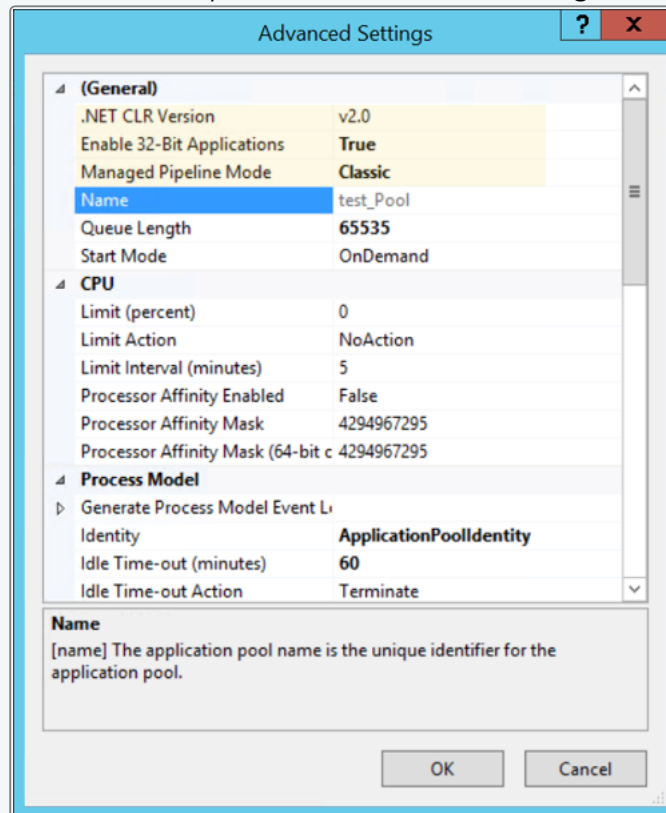 Advanced Settings
?
x
(General)
.NET CLR Version v2.0
Enable 32-Bit Applications True
Managed Pipeline Mode Classic
Name test_Pool
Queue Length 65535
Start Mode OnDemand
CPU
Limit (percent) 0
Limit Action NoAction
Limit Interval (minutes) 5
Processor Affinity Enabled False
Processor Affinity Mask 4294967295
Processor Affinity Mask (64-bit c 4294967295
Process Model
Generate Process Model Event L
Identity ApplicationPoolIdentity
Idle Time-out (minutes) 60
Idle Time-out Action Terminate
Name
[name] The application pool name is the unique identifier for the
application pool.
OK Cancel